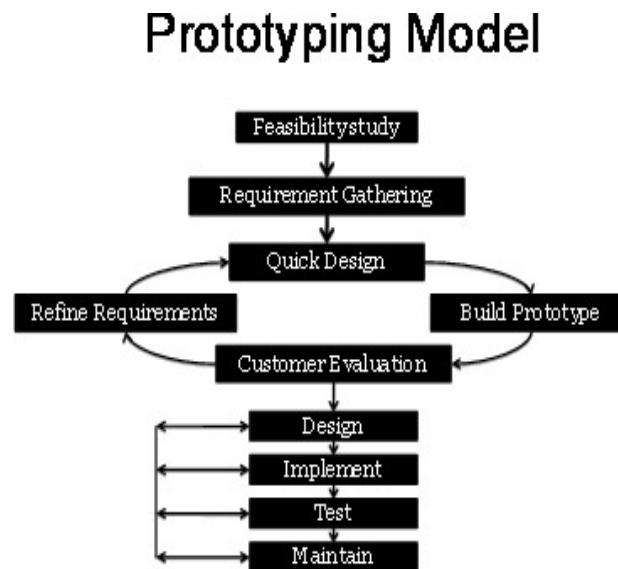 Prototyping Model
Feasibilitystudy
Requirement Gathering
Quick Design
Refine Requirements
Build Prototype
Customer Evaluation
Design
Implement
Test
Maintain